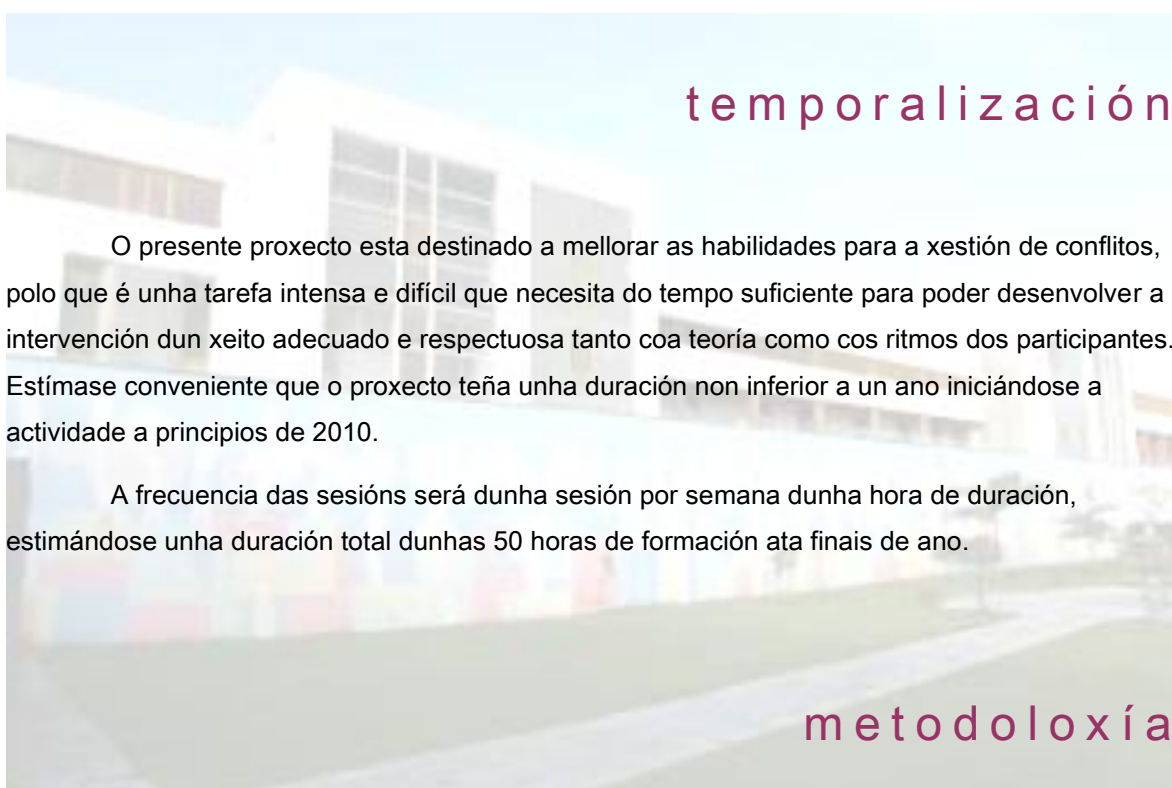 temporalización
O presente proxecto esta destinado a mellorar as habilidades para a xestión de conflitos,
polo que é unha tarefa intensa e difícil que necesita do tempo suficiente para poder desenvolver a
intervención dun xeito adecuado e respectuosa tanto coa teoría como cos ritmos dos participantes.
Estímase conveniente que o proxecto teña unha duración non inferior a un ano iniciándose a
actividade a principios de 2010.
A frecuencia das sesións será dunha sesión por semana dunha hora de duración,
estimándose unha duración total dunhas 50 horas de formación ata finais de ano.
metodoloxía